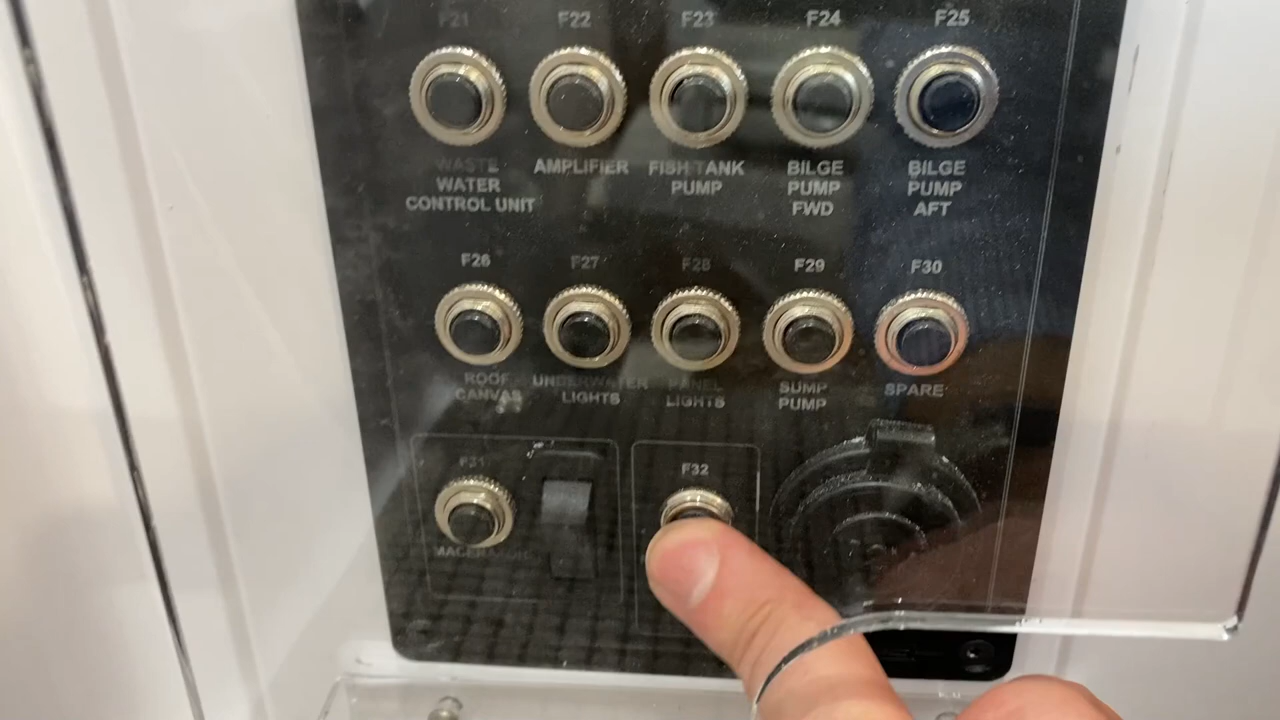 F21 F22 F23 F24 F25
WASTE WATER CONTROL UNIT
AMPLIFIER
FISH TANK PUMP
BILGE PUMP FWD
BILGE PUMP AFT
F26 F27 F28 F29 F30
ROOF CANVAS
UNDERWATER LIGHTS
PANEL LIGHTS
SUMP PUMP
SPARE
F31 F32
MACERATOR